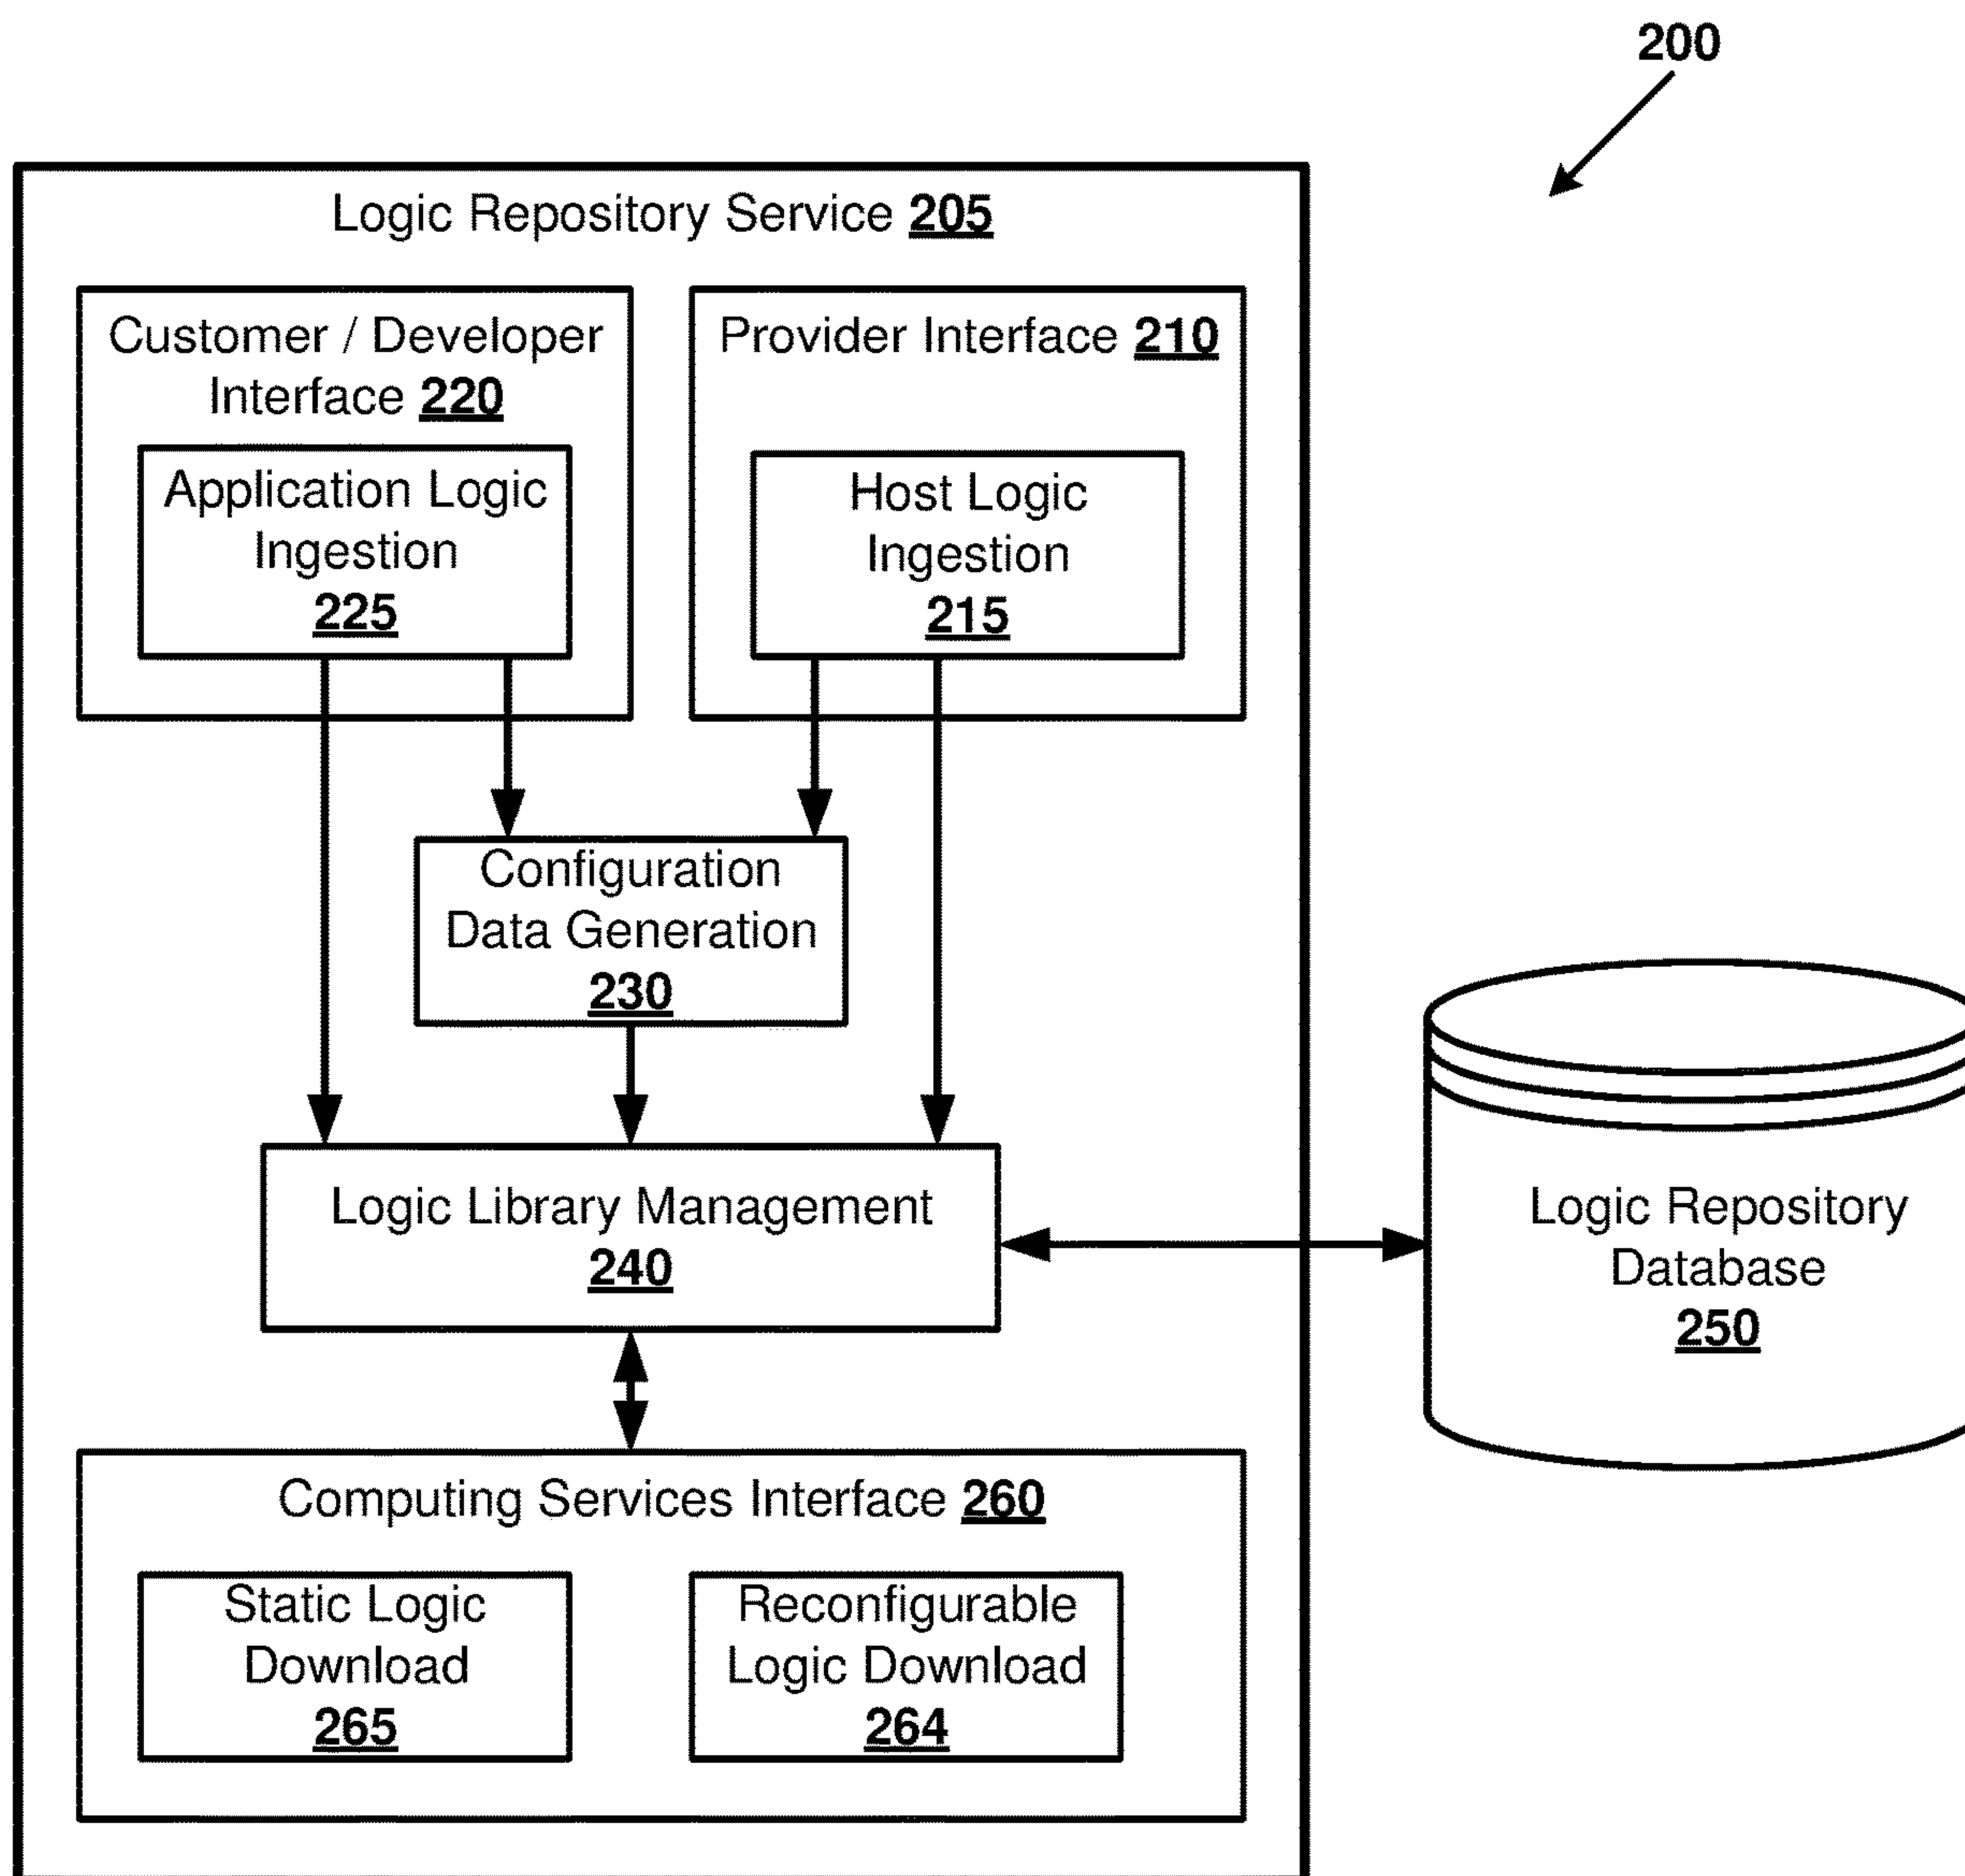 200
Logic Repository Service 205
Customer / Developer
Interface 220
Application Logic
Ingestion
225
Provider Interface 210
Host Logic
Ingestion
215
Configuration
Data Generation
230
Logic Library Management
240
Logic Repository
Database
250
Computing Services Interface 260
Static Logic
Download
265
Reconfigurable
Logic Download
264